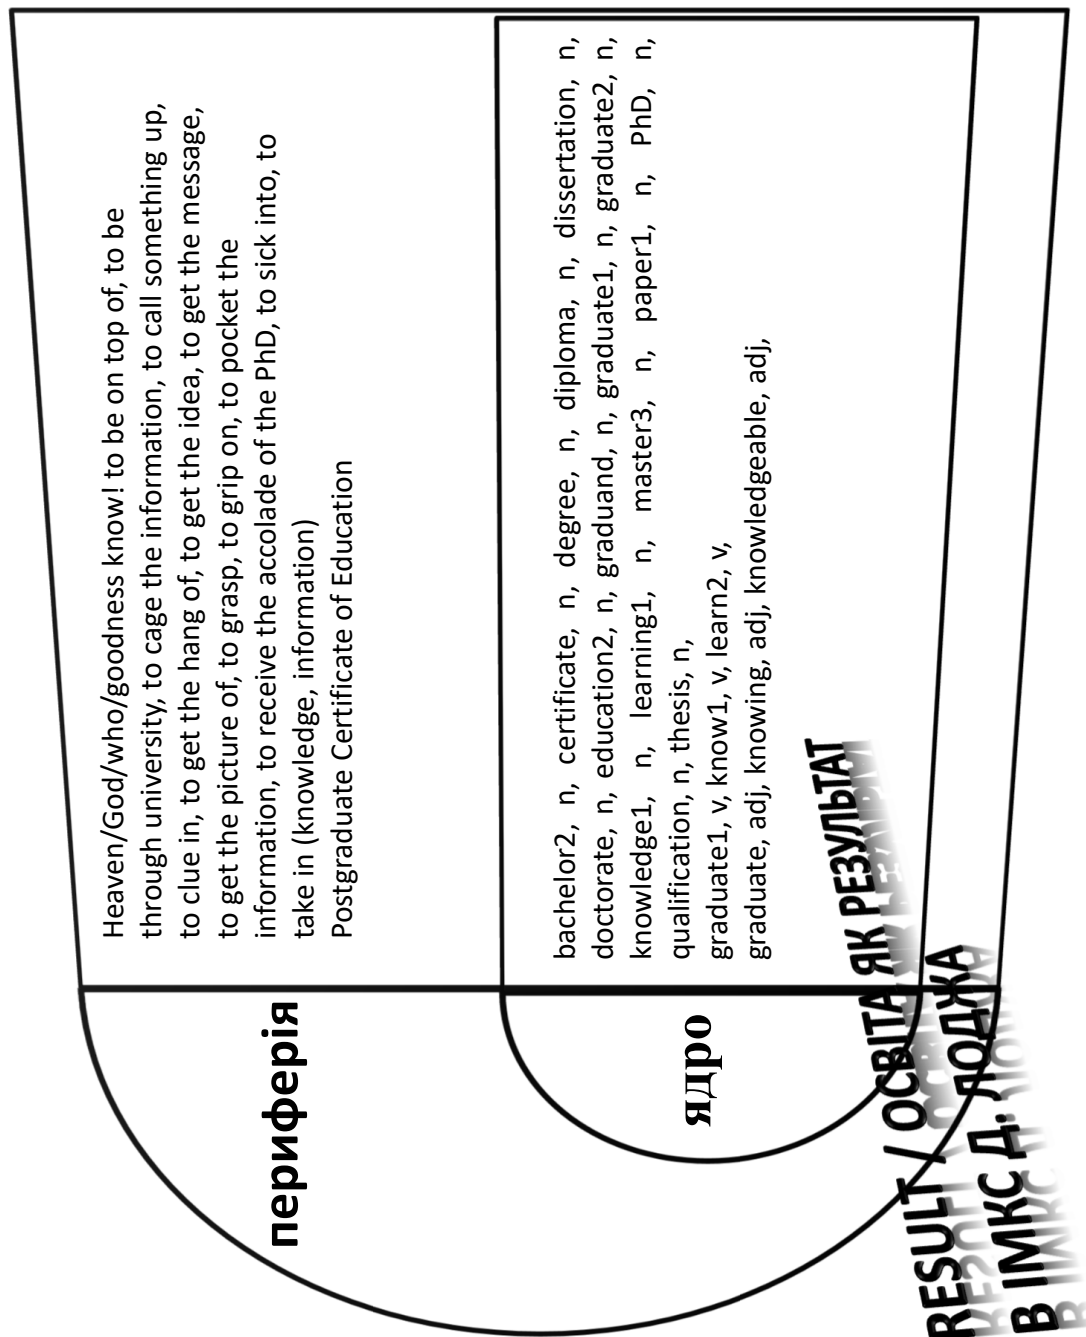 периферія
Heaven/God/who/goodness know! to be on top of, to be
through university, to cage the information, to call something up,
to clue in, to get the hang of, to get the idea, to get the message,
to get the picture of, to grasp, to grip on, to pocket the
information, to receive the accolade of the PhD, to sick into, to
take in (knowledge, information)
Postgraduate Certificate of Education
ядро
bachelor2, n, certificate, n, degree, n, diploma, n, dissertation, n,
doctorate, n, education2, n, graduand, n, graduate1, n, graduate2, n,
knowledge1, n, learning1, n, master3, n, paper1, n, PhD, n,
qualification, n, thesis, n,
graduate1, v, know1, v, learn2, v,
graduate, adj, knowing, adj, knowledgeable, adj,
RESULT / ОСВІТА ЯК РЕЗУЛЬТАТ
В ІМКС Д. ЛОДЖА